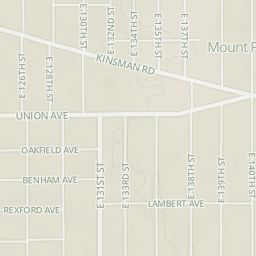 E 130TH ST
E 132ND ST
E 134TH ST
E 135TH ST
E 137TH ST
Mount P
KINSMAN RD
E 126TH ST
E 128TH ST
UNION AVE
OAKFIELD AVE
BENHAM AVE
REXFORD AVE
E 131ST ST
E 133RD ST
LAMBERT AVE
E 138TH ST
E 139TH ST
E 140TH ST